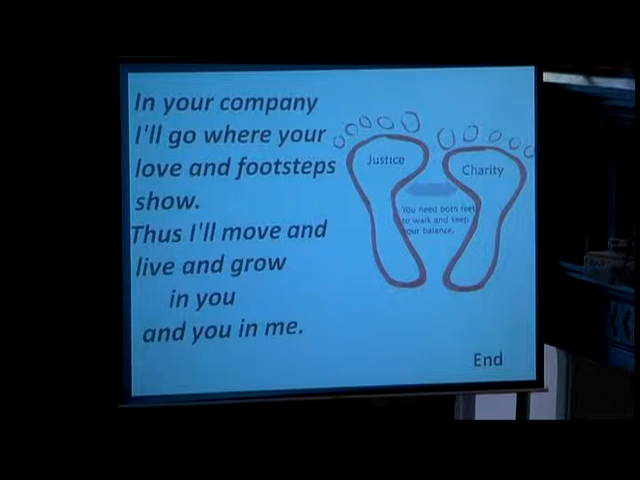 In your company
I'll go where your
love and footsteps
show.
Thus I'll move and
live and grow
in you
and you in me.
Justice
Charity
You need both feet
to walk and keep
your balance.
End